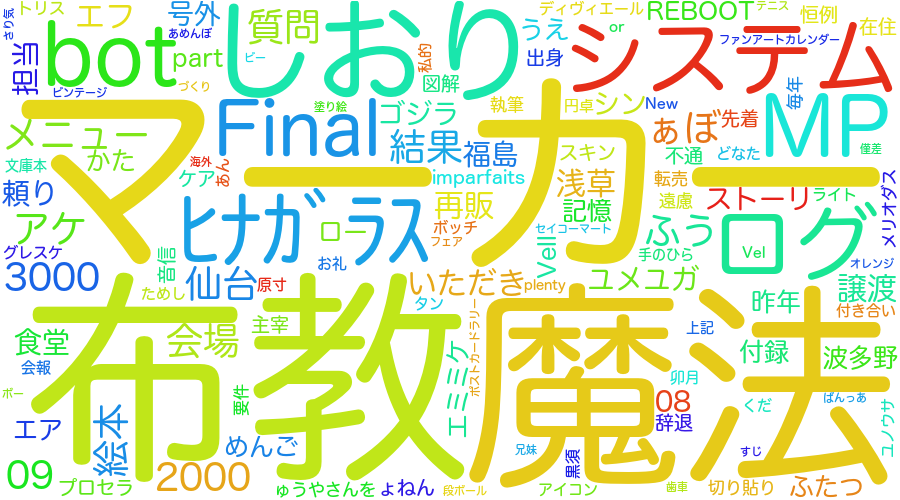 トリス
エフ
号外
質問
ディヴィエール
REBOOT
テニス
恒例
在住
さり気
担当
あめんぼ
bot
part
ビー
しおり
私的
うえ
出身
or
システム
ファンアートカレンダー
ビンテージ
づくり
図解
塗り絵
執筆
円卓
シン
New
毎年
メニュー
かた
文庫本
マーカー
Final
ゴジラ
結果
福島
スキン
ぁぼ
先着
MP
不通
どなた
僅差
海外
ケア
あん
imparfaits
浅草
転売
ストーリ
ライト
頼り
アケ
ヒナガラス
ロー
再販
ボッチ
フェア
記憶
遠慮
セイコーマート
ふう
ログ
Vel
メリオダス
グレスケ
音信
お礼
手のひら
オレンジ
3000
ためし
仙台
原寸
いただき
plenty
Vell
ユメユガ
譲渡
タン
昨年
付き合い
布教
魔法
食堂
会場
主宰
エミミケ
ポストカードラリー
上記
付録
波多野
会報
卯月
ボー
要件
08
くだ
ばんっあ
エア
絵本
めんご
辞退
ユノウサ
兄妹
黒須
すじ
09
プロセラ
2000
ゅうやさんを
ょねん
段ボール
アイコン
歯車
切り貼り
ふたつ